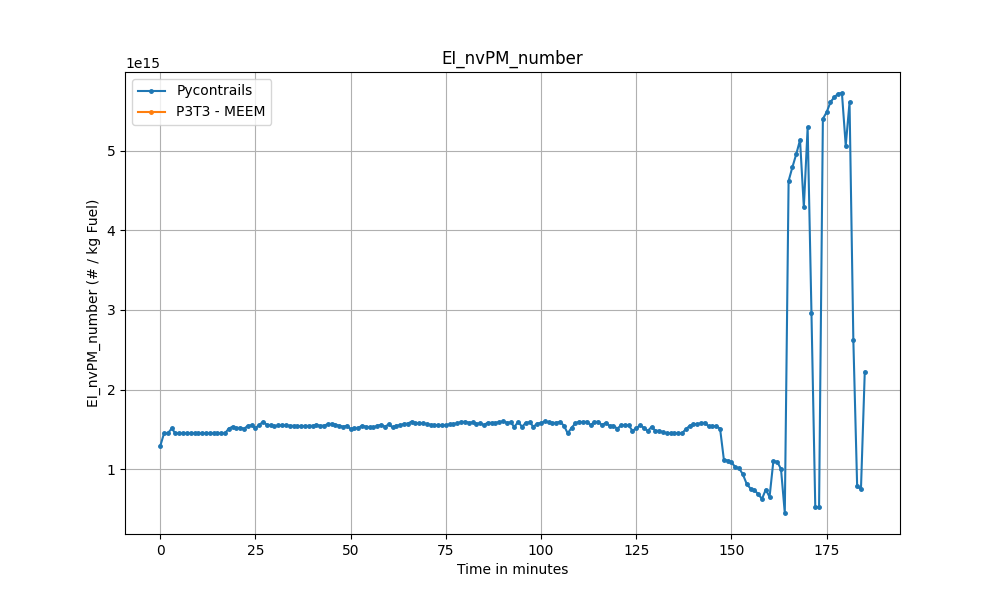 EI_nvPM_number
1e15
Pycontrails
P3T3 - MEEM
EI_nvPM_number (# / kg Fuel)
5
4
3
2
1
0 25 50 75 100 125 150 175
Time in minutes